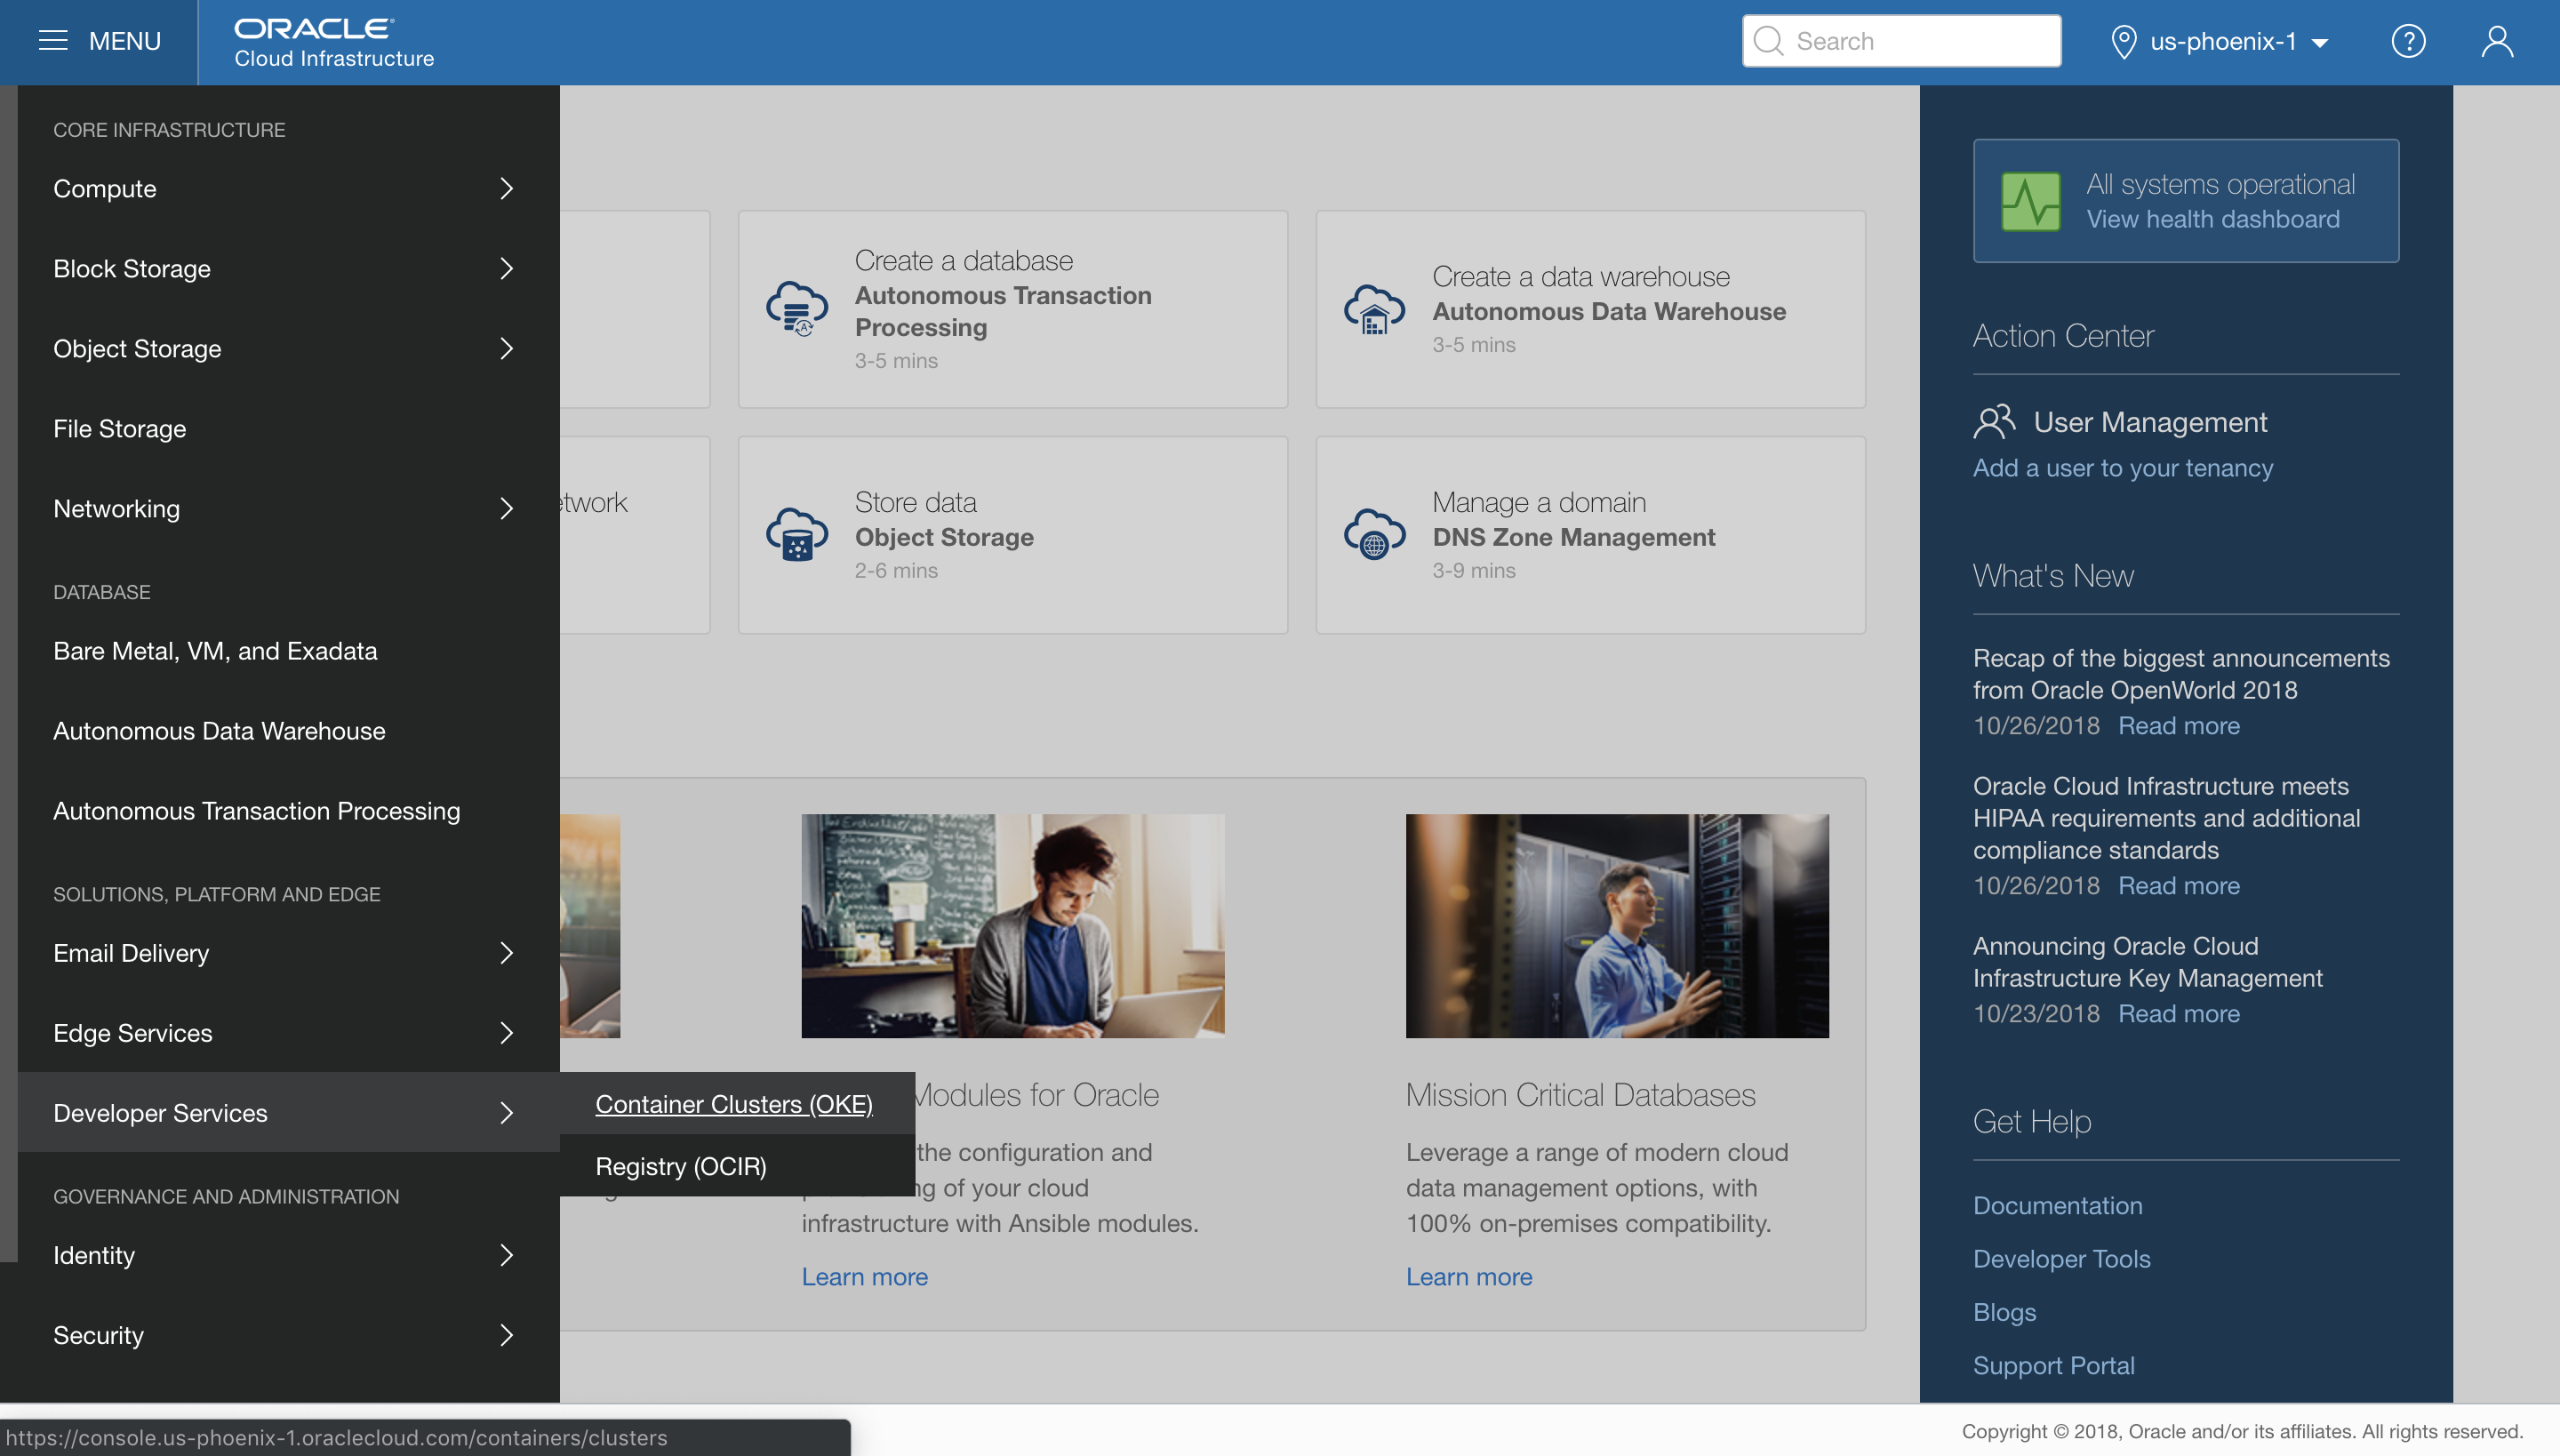 MENU
ORACLE®
Cloud Infrastructure
Search
us-phoenix-1
?
CORE INFRASTRUCTURE
Compute
Block Storage
Object Storage
File Storage
Networking
DATABASE
Bare Metal, VM, and Exadata
Autonomous Data Warehouse
Autonomous Transaction Processing
SOLUTIONS, PLATFORM AND EDGE
Email Delivery
Edge Services
Developer Services
Container Clusters (OKE)
Registry (OCIR)
GOVERNANCE AND ADMINISTRATION
Identity
Security
Create a database
Autonomous Transaction
Processing
3-5 mins
Create a data warehouse
Autonomous Data Warehouse
3-5 mins
Store data
Object Storage
2-6 mins
Manage a domain
DNS Zone Management
3-9 mins
Modules for Oracle
the configuration and
of your cloud
infrastructure with Ansible modules.
Learn more
Mission Critical Databases
Leverage a range of modern cloud
data management options, with
100% on-premises compatibility.
Learn more
All systems operational
View health dashboard
Action Center
User Management
Add a user to your tenancy
What's New
Recap of the biggest announcements
from Oracle OpenWorld 2018
10/26/2018 Read more
Oracle Cloud Infrastructure meets
HIPAA requirements and additional
compliance standards
10/26/2018 Read more
Announcing Oracle Cloud
Infrastructure Key Management
10/23/2018 Read more
Get Help
Documentation
Developer Tools
Blogs
Support Portal
https://console.us-phoenix-1.oraclecloud.com/containers/clusters
Copyright © 2018, Oracle and/or its affiliates. All rights reserved.